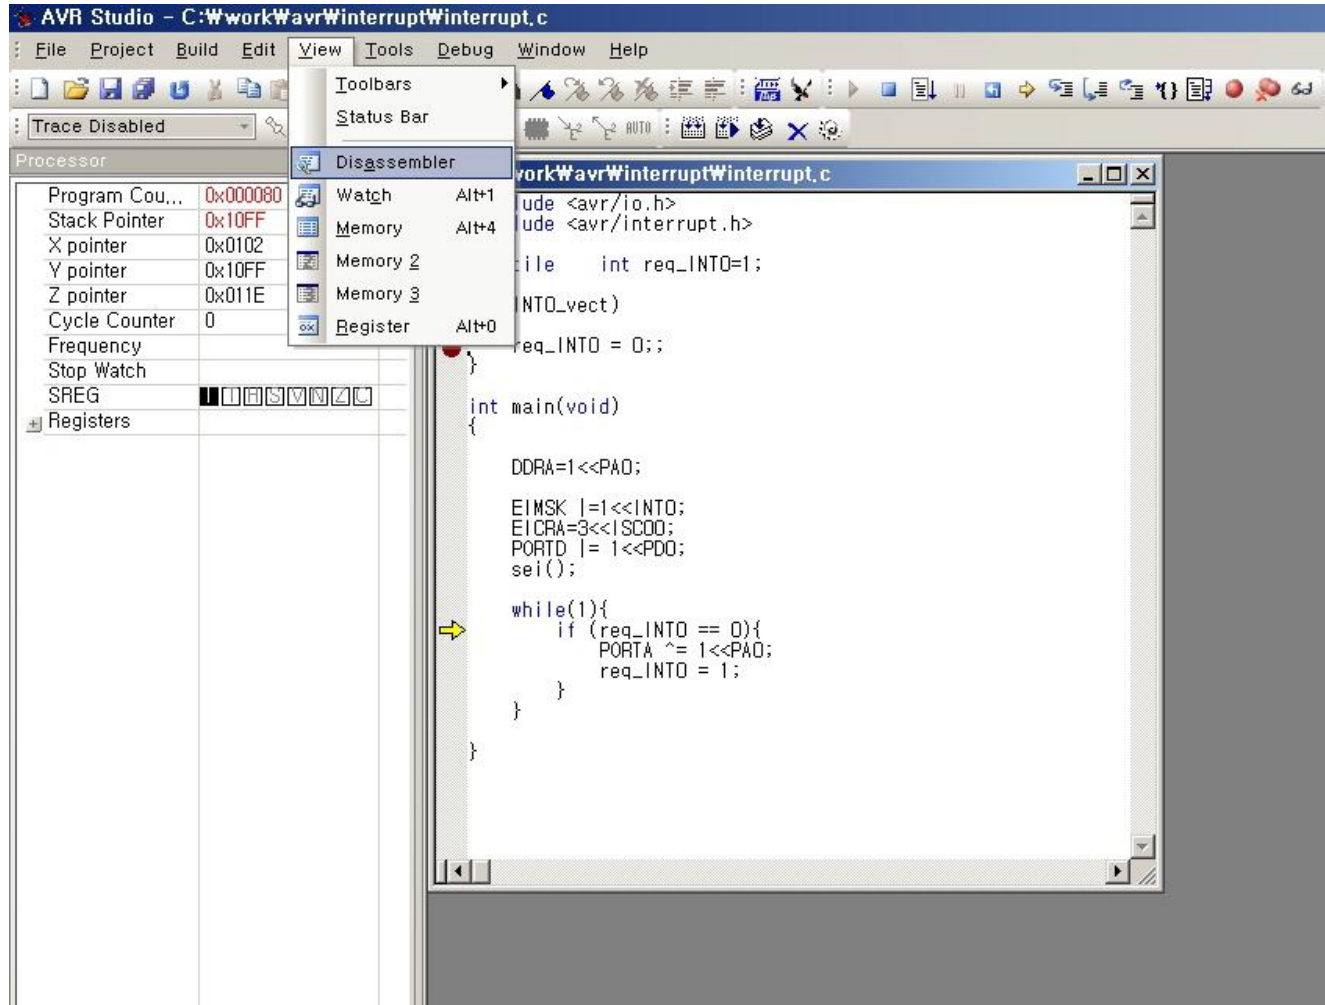 AVR Studio - C:₩work₩avr₩interrupt₩interrupt.c
File Project Build Edit View Tools Debug Window Help
Toolbars
Status Bar
Disassembler
Watch Alt+1
Memory Alt+4
Memory 2
Memory 3
Register Alt+0
Trace Disabled
AUTO
Processor
Program Cou... 0x000080
Stack Pointer 0x10FF
X pointer 0x0102
Y pointer 0x10FF
Z pointer 0x011E
Cycle Counter 0
Frequency
Stop Watch
SREG I T H S V N Z C
Registers
work₩avr₩interrupt₩interrupt.c
lude <avr/io.h>
lude <avr/interrupt.h>
tile int req_INT0=1;
INT0_vect)
req_INT0 = 0;;
}
int main(void)
{
DDRA=1<<PA0;
EIMSK |=1<<INT0;
EICRA=3<<ISC00;
PORTD |= 1<<PD0;
sei();
while(1){
if (req_INT0 == 0){
PORTA ^= 1<<PA0;
req_INT0 = 1;
}
}
}